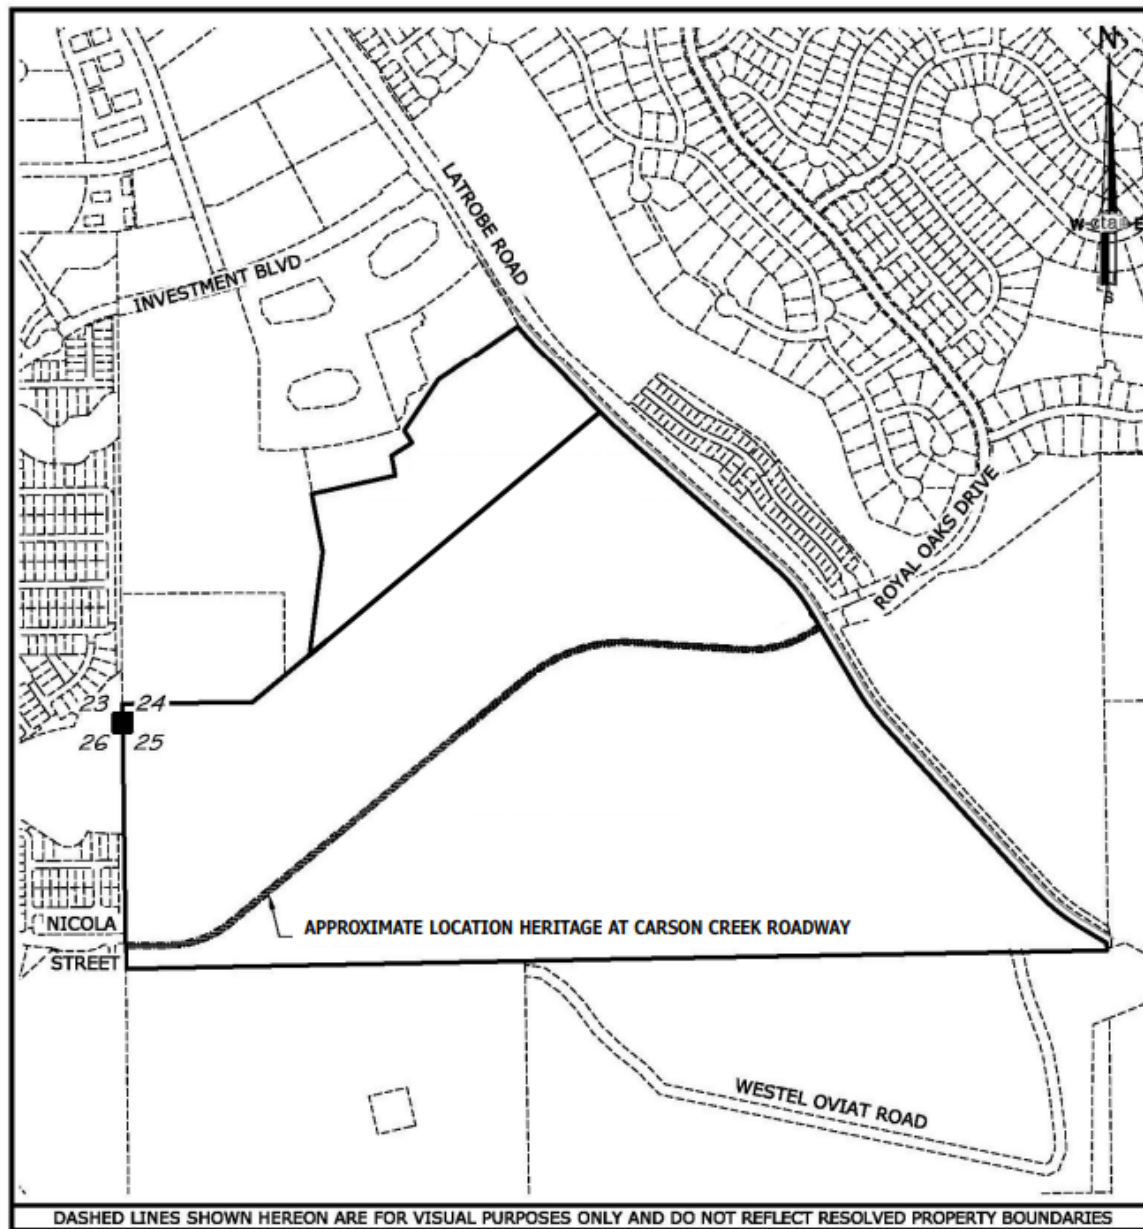 N
W
E
S
LATROBE ROAD
INVESTMENT BLVD
ROYAL OAKS DRIVE
23 24
26 25
NICOLA
STREET
APPROXIMATE LOCATION HERITAGE AT CARSON CREEK ROADWAY
WESTEL OVIAT ROAD
DASHED LINES SHOWN HEREON ARE FOR VISUAL PURPOSES ONLY AND DO NOT REFLECT RESOLVED PROPERTY BOUNDARIES